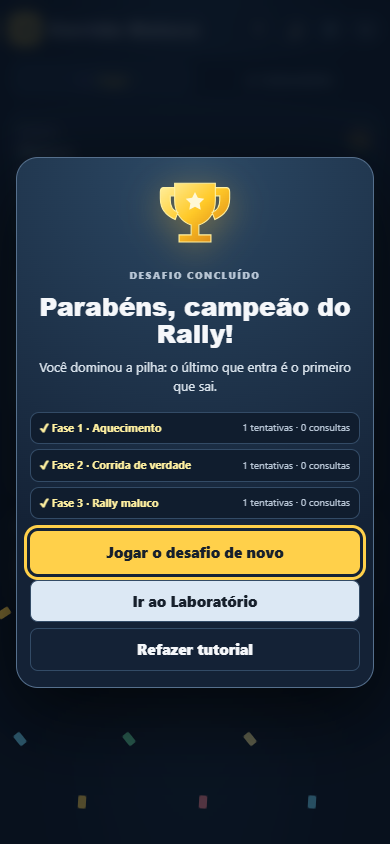 DESAFIO CONCLUÍDO
Parabéns, campeão do
Rally!
Você dominou a pilha: o último que entra é o primeiro
que sai.
✓ Fase 1 · Aquecimento 1 tentativas · 0 consultas
✓ Fase 2 · Corrida de verdade 1 tentativas · 0 consultas
✓ Fase 3 · Rally maluco 1 tentativas · 0 consultas
Jogar o desafio de novo
Ir ao Laboratório
Refazer tutorial